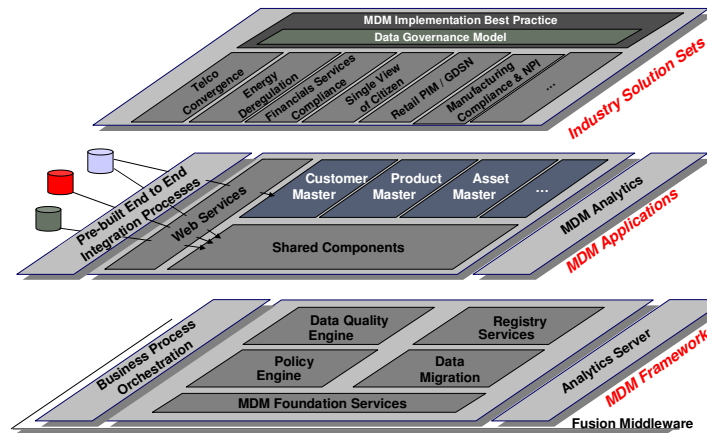 MDM Implementation Best Practice
Data Governance Model
Telco
Convergence
Energy
Deregulation
Financials Services
Compliance
Single View
of Citizen
Retail PIM / GDSN
Manufacturing
Compliance & NPI
...
Industry Solution Sets
Pre-built End to End
Integration Processes
Web Services
Customer
Master
Product
Master
Asset
Master
...
Shared Components
MDM Analytics
MDM Applications
Business Process
Orchestration
Data Quality
Engine
Registry
Services
Policy
Engine
Data
Migration
MDM Foundation Services
Analytics Server
MDM Framework
Fusion Middleware